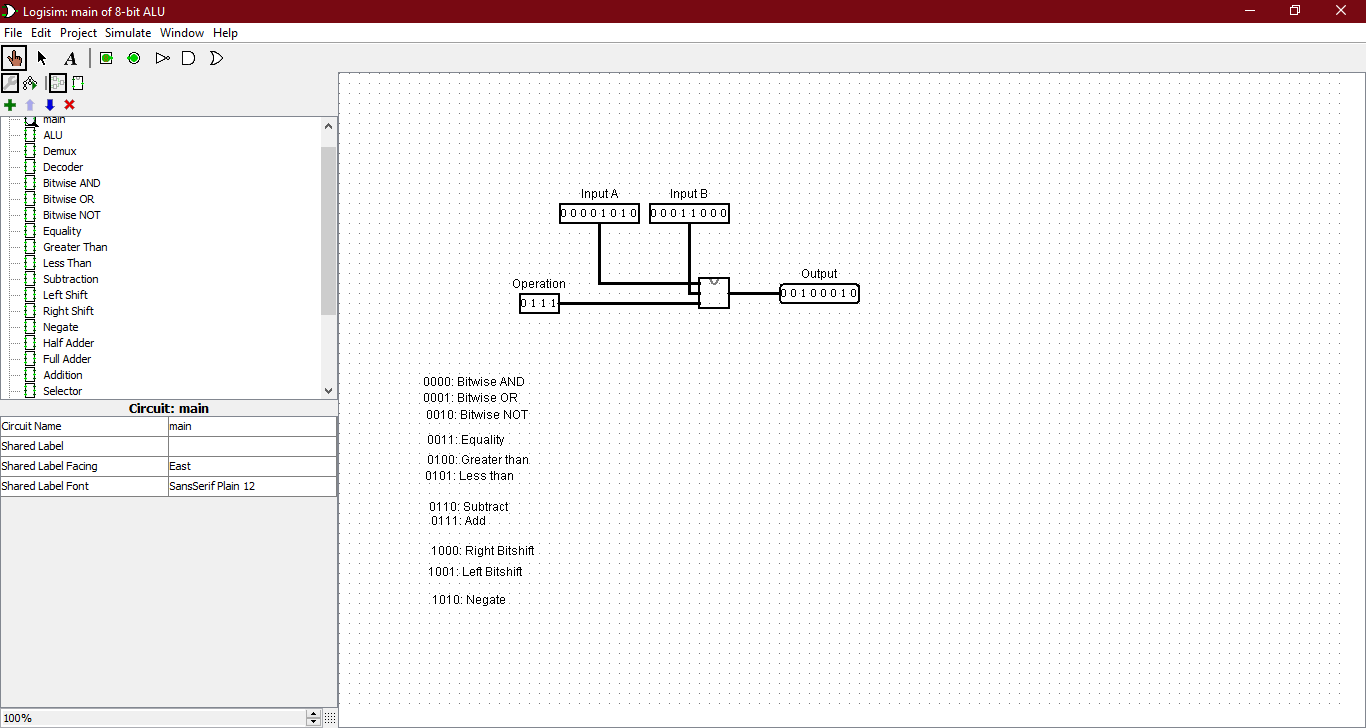 Logisim: main of 8-bit ALU
File Edit Project Simulate Window Help
A
main
ALU
Demux
Decoder
Bitwise AND
Bitwise OR
Bitwise NOT
Equality
Greater Than
Less Than
Subtraction
Left Shift
Right Shift
Negate
Half Adder
Full Adder
Addition
Selector
Circuit: main
Circuit Name main
Shared Label
Shared Label Facing East
Shared Label Font SansSerif Plain 12
100%
Input A Input B
0 0 0 0 1 0 1 0 0 0 0 1 1 0 0 0
Operation Output
0 1 1 1 0 0 1 0 0 0 1 0
0000: Bitwise AND
0001: Bitwise OR
0010: Bitwise NOT
0011: Equality
0100: Greater than
0101: Less than
0110: Subtract
0111: Add
1000: Right Bitshift
1001: Left Bitshift
1010: Negate